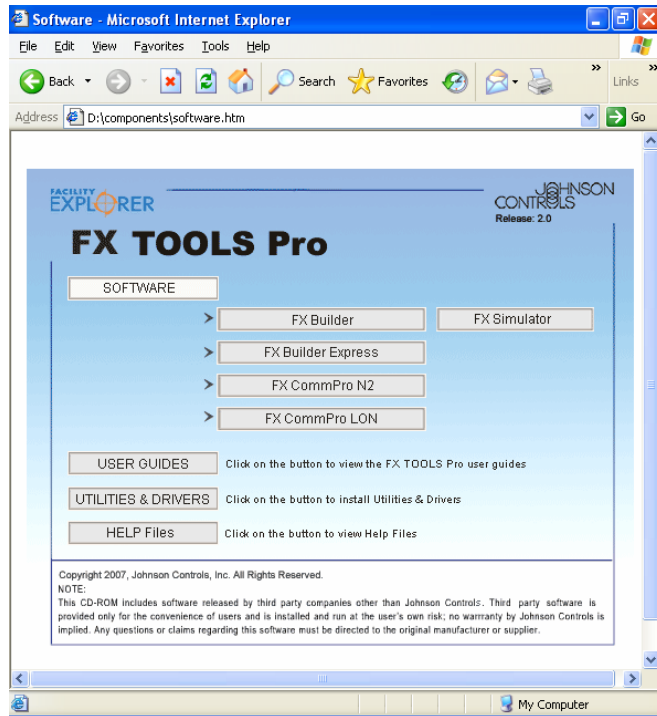 Software - Microsoft Internet Explorer
File Edit View Favorites Tools Help
Back Search Favorites Links
Address D:\components\software.htm Go
FACILITY EXPLORER
JOHNSON CONTROLS
Release: 2.0
FX TOOLS Pro
SOFTWARE
FX Builder FX Simulator
FX Builder Express
FX CommPro N2
FX CommPro LON
USER GUIDES Click on the button to view the FX TOOLS Pro user guides
UTILITIES & DRIVERS Click on the button to install Utilities & Drivers
HELP Files Click on the button to view Help Files
Copyright 2007, Johnson Controls, Inc. All Rights Reserved.
NOTE:
This CD-ROM includes software released by third party companies other than Johnson Controls. Third party software is
provided only for the convenience of users and is installed and run at the user's own risk; no warrranty by Johnson Controls is
implied. Any questions or claims regarding this software must be directed to the original manufacturer or supplier.
My Computer